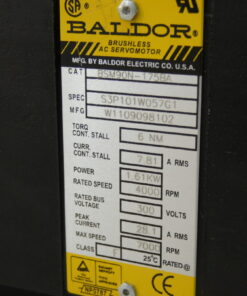 BALDOR
BRUSHLESS
AC SERVOMOTOR
MFG. BY BALDOR ELECTRIC CO. U.S.A.
CAT BSM90N-175BA
SPEC S3P101W057G1
MFG W1109098102
TORQ
CONT. STALL 6 NM
CURR.
CONT. STALL 7.81 A RMS
POWER 1.61KW
RATED SPEED 4000 RPM
RATED BUS
VOLTAGE 300 VOLTS
PEAK
CURRENT 28.1 A RMS
MAX SPEED 7000 RPM
CLASS F 25°C RATED@